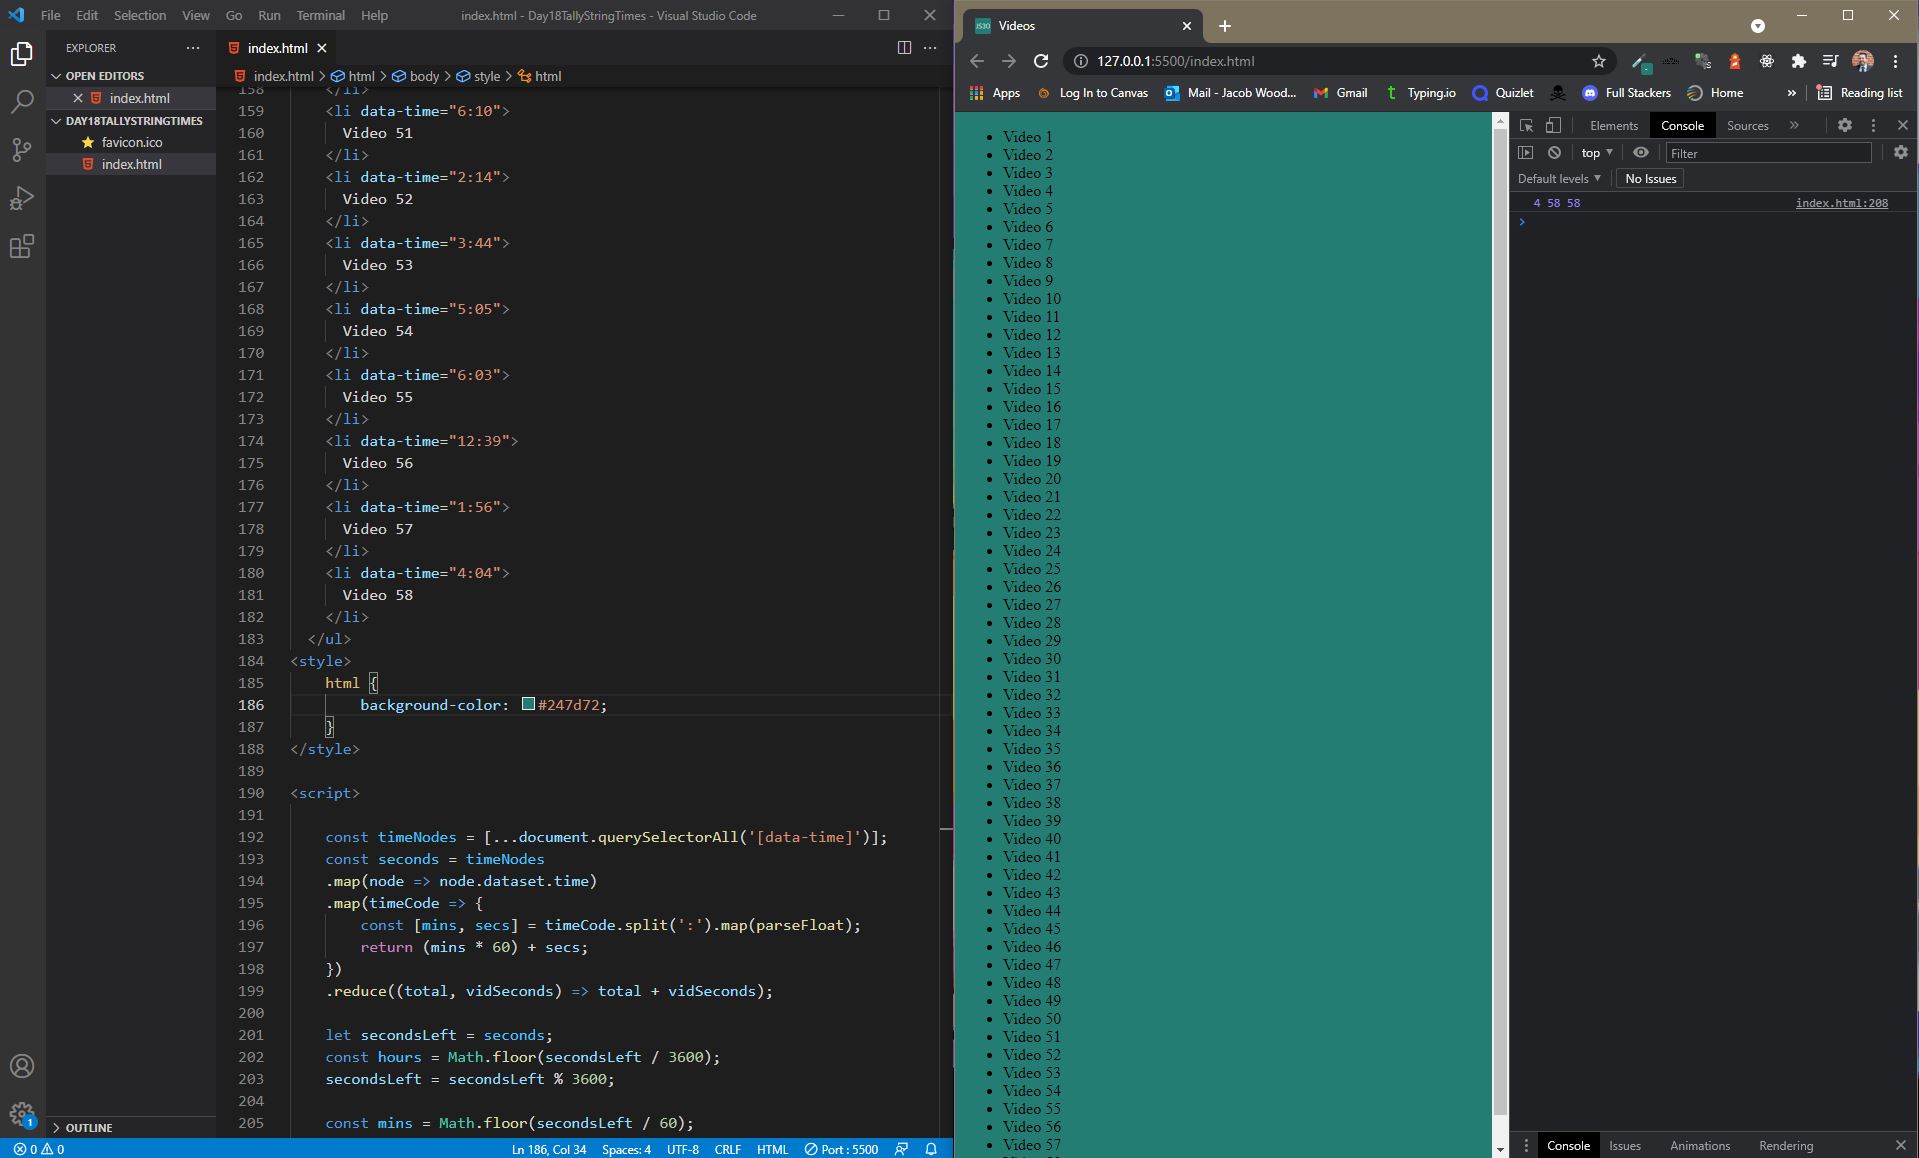 File Edit Selection View Go Run Terminal Help
index.html - Day18TallyStringTimes - Visual Studio Code
EXPLORER
OPEN EDITORS
index.html
DAY18TALLYSTRINGTIMES
favicon.ico
index.html
OUTLINE
index.html
index.html > html > body > style > html
158 </li>
159 <li data-time="6:10">
160 Video 51
161 </li>
162 <li data-time="2:14">
163 Video 52
164 </li>
165 <li data-time="3:44">
166 Video 53
167 </li>
168 <li data-time="5:05">
169 Video 54
170 </li>
171 <li data-time="6:03">
172 Video 55
173 </li>
174 <li data-time="12:39">
175 Video 56
176 </li>
177 <li data-time="1:56">
178 Video 57
179 </li>
180 <li data-time="4:04">
181 Video 58
182 </li>
183 </ul>
184 <style>
185 html {
186 background-color: #247d72;
187 }
188 </style>
189
190 <script>
191
192 const timeNodes = [...document.querySelectorAll('[data-time]')];
193 const seconds = timeNodes
194 .map(node => node.dataset.time)
195 .map(timeCode => {
196 const [mins, secs] = timeCode.split(':').map(parseFloat);
197 return (mins * 60) + secs;
198 })
199 .reduce((total, vidSeconds) => total + vidSeconds);
200
201 let secondsLeft = seconds;
202 const hours = Math.floor(secondsLeft / 3600);
203 secondsLeft = secondsLeft % 3600;
204
205 const mins = Math.floor(secondsLeft / 60);
1
0 0
Ln 186, Col 34 Spaces: 4 UTF-8 CRLF HTML Port : 5500
JS30 Videos
127.0.0.1:5500/index.html
Apps Log In to Canvas Mail - Jacob Wood... Gmail Typing.io Quizlet Full Stackers Home » Reading list
Video 1
Video 2
Video 3
Video 4
Video 5
Video 6
Video 7
Video 8
Video 9
Video 10
Video 11
Video 12
Video 13
Video 14
Video 15
Video 16
Video 17
Video 18
Video 19
Video 20
Video 21
Video 22
Video 23
Video 24
Video 25
Video 26
Video 27
Video 28
Video 29
Video 30
Video 31
Video 32
Video 33
Video 34
Video 35
Video 36
Video 37
Video 38
Video 39
Video 40
Video 41
Video 42
Video 43
Video 44
Video 45
Video 46
Video 47
Video 48
Video 49
Video 50
Video 51
Video 52
Video 53
Video 54
Video 55
Video 56
Video 57
Elements Console Sources »
top Filter
Default levels No Issues
4 58 58 index.html:208
>
Console Issues Animations Rendering